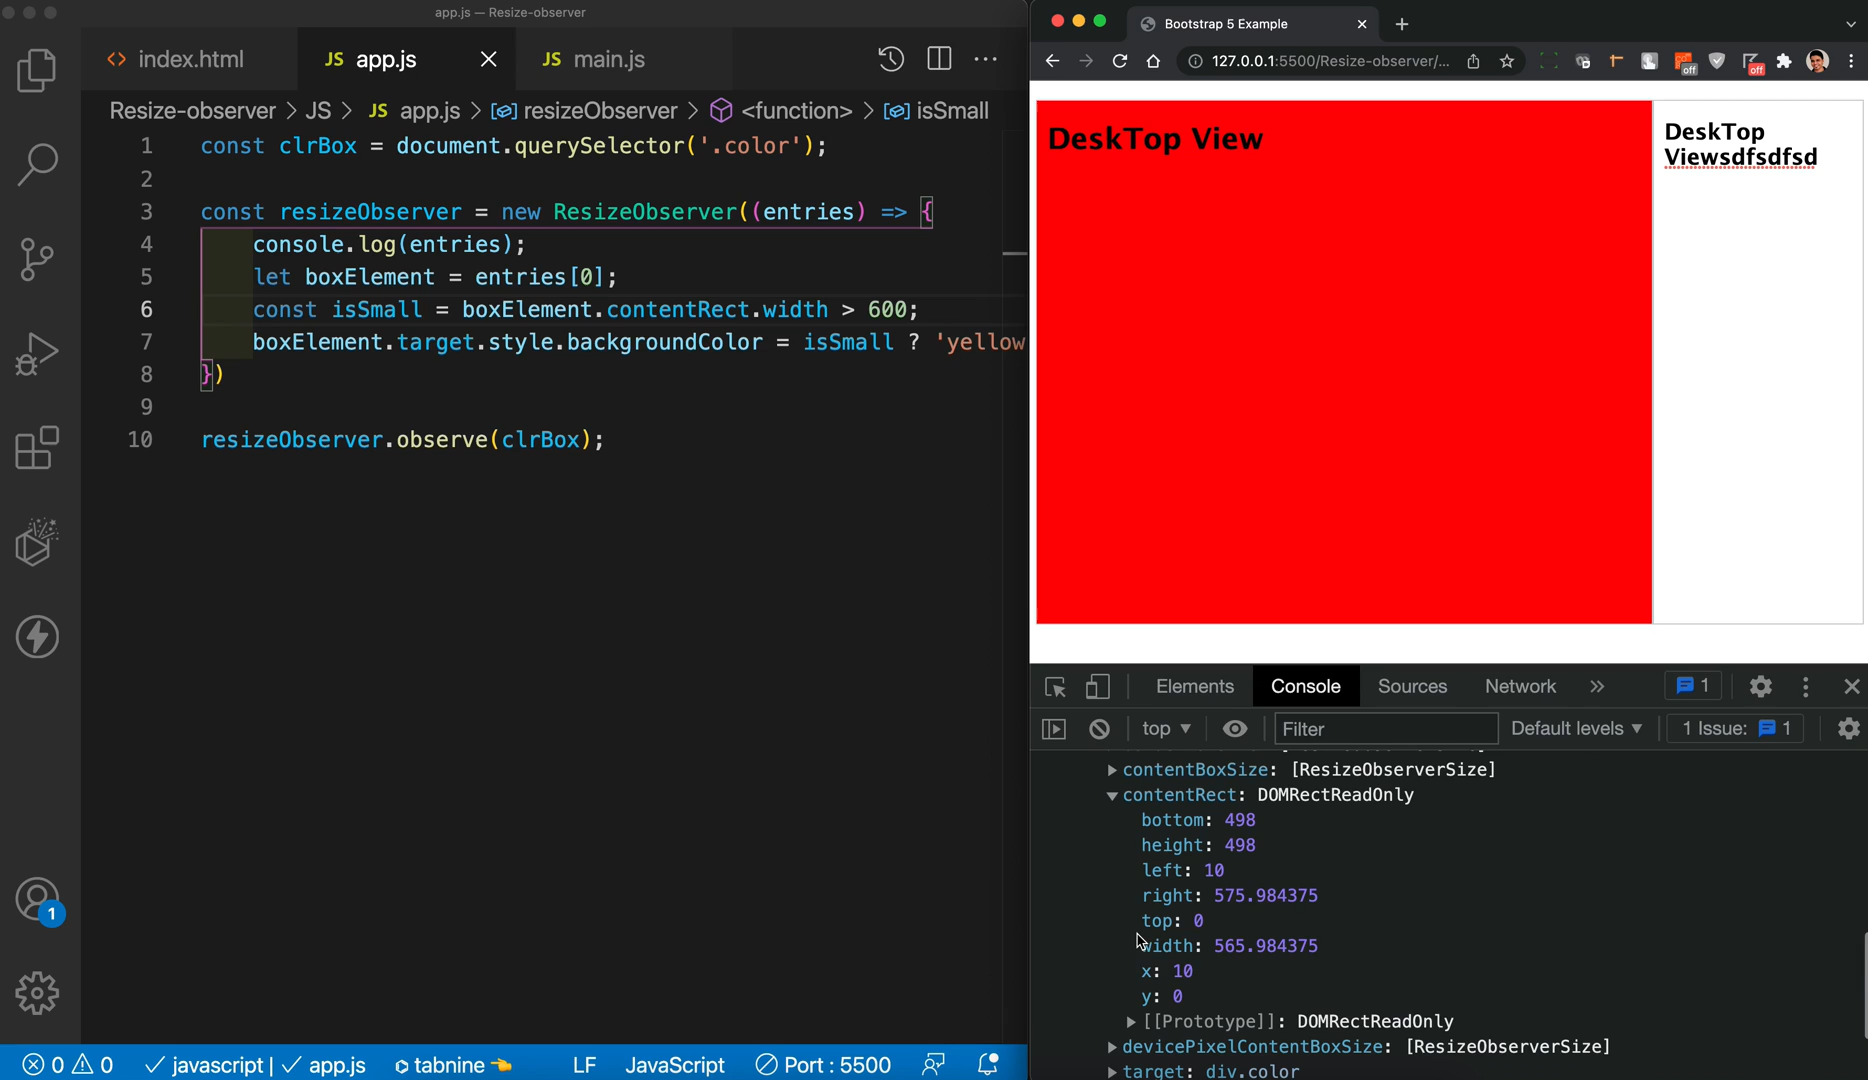 app.js — Resize-observer
index.html
JS app.js
JS main.js
Resize-observer > JS > JS app.js > resizeObserver > <function> > isSmall
1 const clrBox = document.querySelector('.color');
2
3 const resizeObserver = new ResizeObserver((entries) => {
4 console.log(entries);
5 let boxElement = entries[0];
6 const isSmall = boxElement.contentRect.width > 600;
7 boxElement.target.style.backgroundColor = isSmall ? 'yellow
8 })
9
10 resizeObserver.observe(clrBox);
1
0 0 javascript | app.js tabnine LF JavaScript Port : 5500
Bootstrap 5 Example
127.0.0.1:5500/Resize-observer/...
off
off
DeskTop View
DeskTop
Viewsdfsdfsd
Elements Console Sources Network » 1
top Filter Default levels 1 Issue: 1
contentBoxSize: [ResizeObserverSize]
contentRect: DOMRectReadOnly
bottom: 498
height: 498
left: 10
right: 575.984375
top: 0
width: 565.984375
x: 10
y: 0
[[Prototype]]: DOMRectReadOnly
devicePixelContentBoxSize: [ResizeObserverSize]
target: div.color